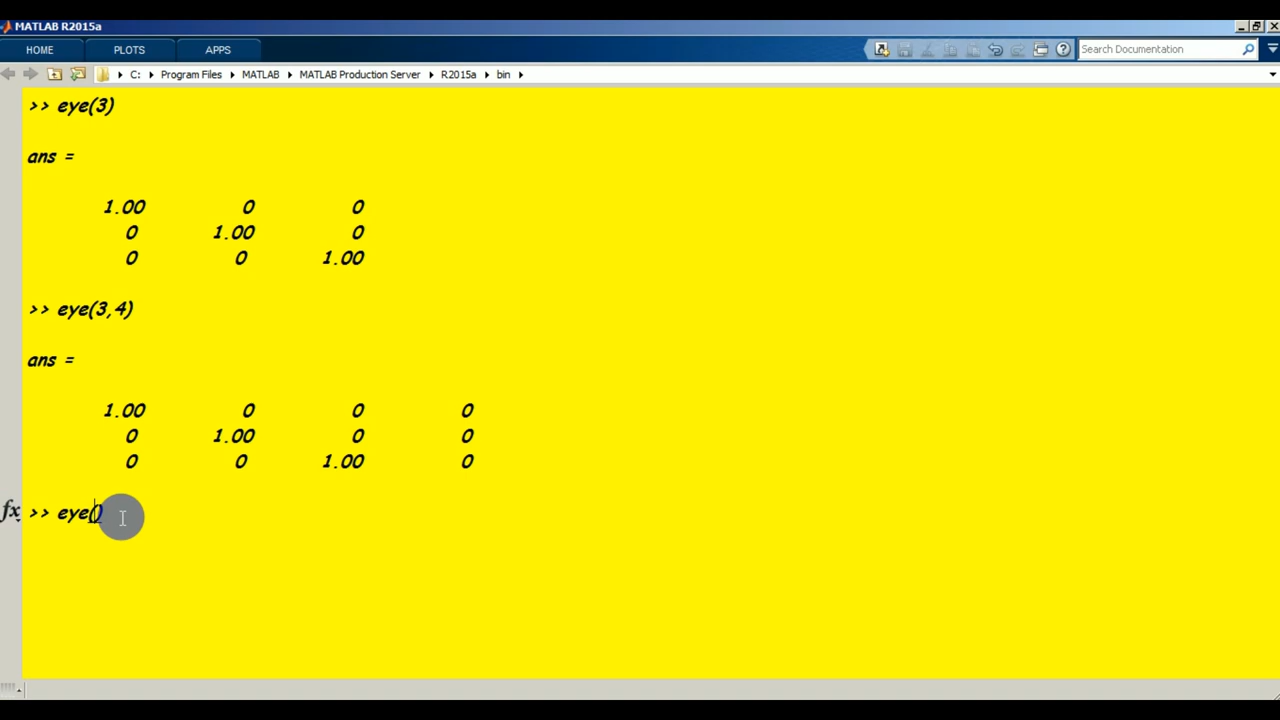 MATLAB R2015a
HOME PLOTS APPS Search Documentation
C: Program Files MATLAB MATLAB Production Server R2015a bin
>> eye(3)
ans =
1.00 0 0
0 1.00 0
0 0 1.00
>> eye(3,4)
ans =
1.00 0 0 0
0 1.00 0 0
0 0 1.00 0
fx >> eye()